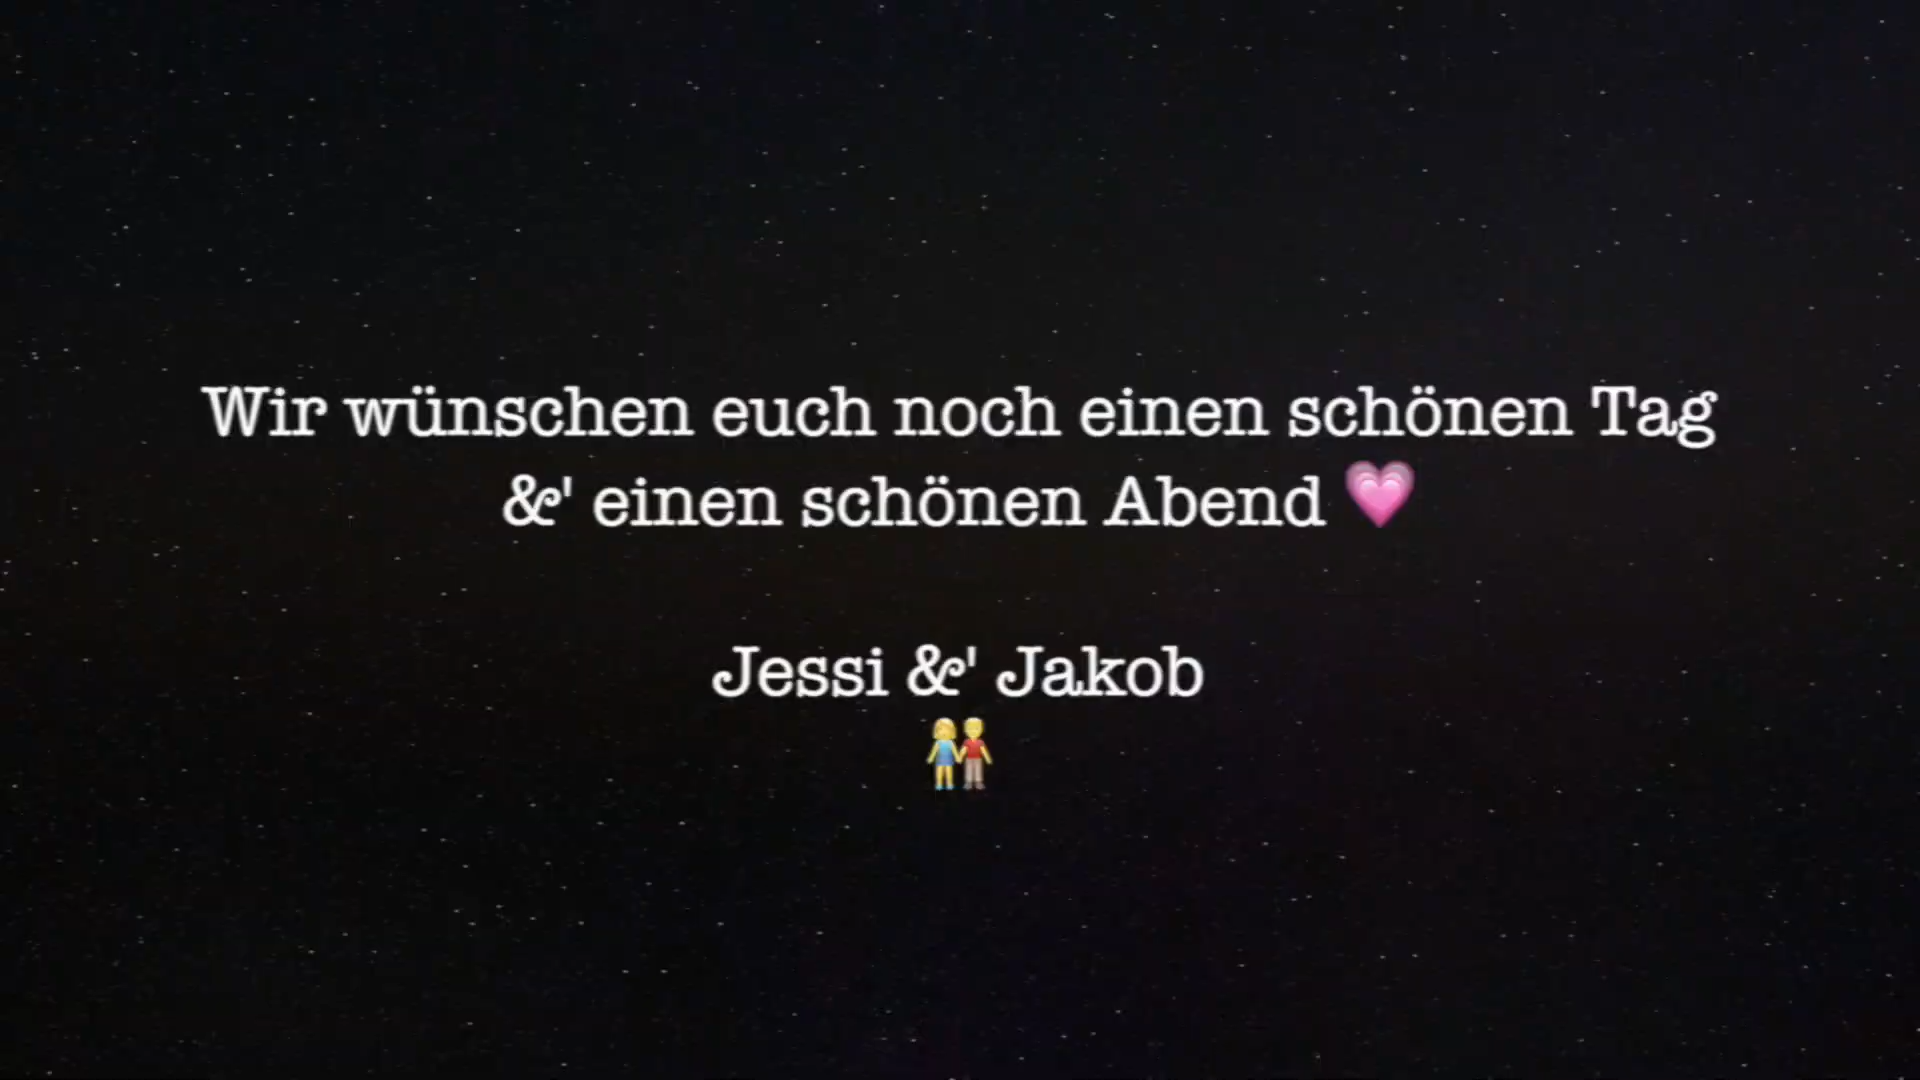 Wir wünschen euch noch einen schönen Tag
&' einen schönen Abend 💗
Jessi &' Jakob
👫